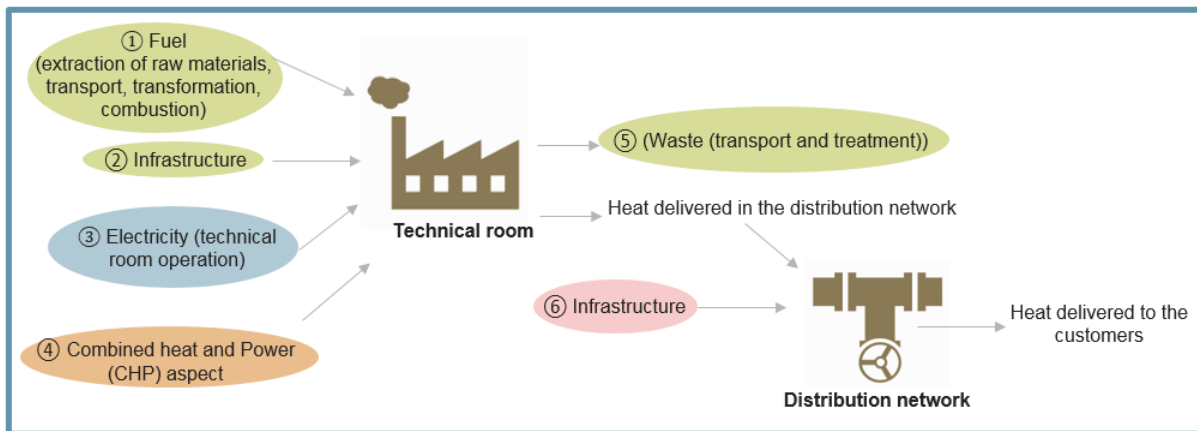 ① Fuel
(extraction of raw materials,
transport, transformation,
combustion)
② Infrastructure
③ Electricity (technical
room operation)
④ Combined heat and Power
(CHP) aspect
Technical room
⑤ (Waste (transport and treatment))
Heat delivered in the distribution network
⑥ Infrastructure
Distribution network
Heat delivered to the
customers